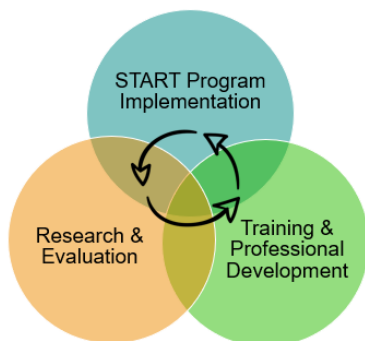 START Program
Implementation
Research &
Evaluation
Training &
Professional
Development